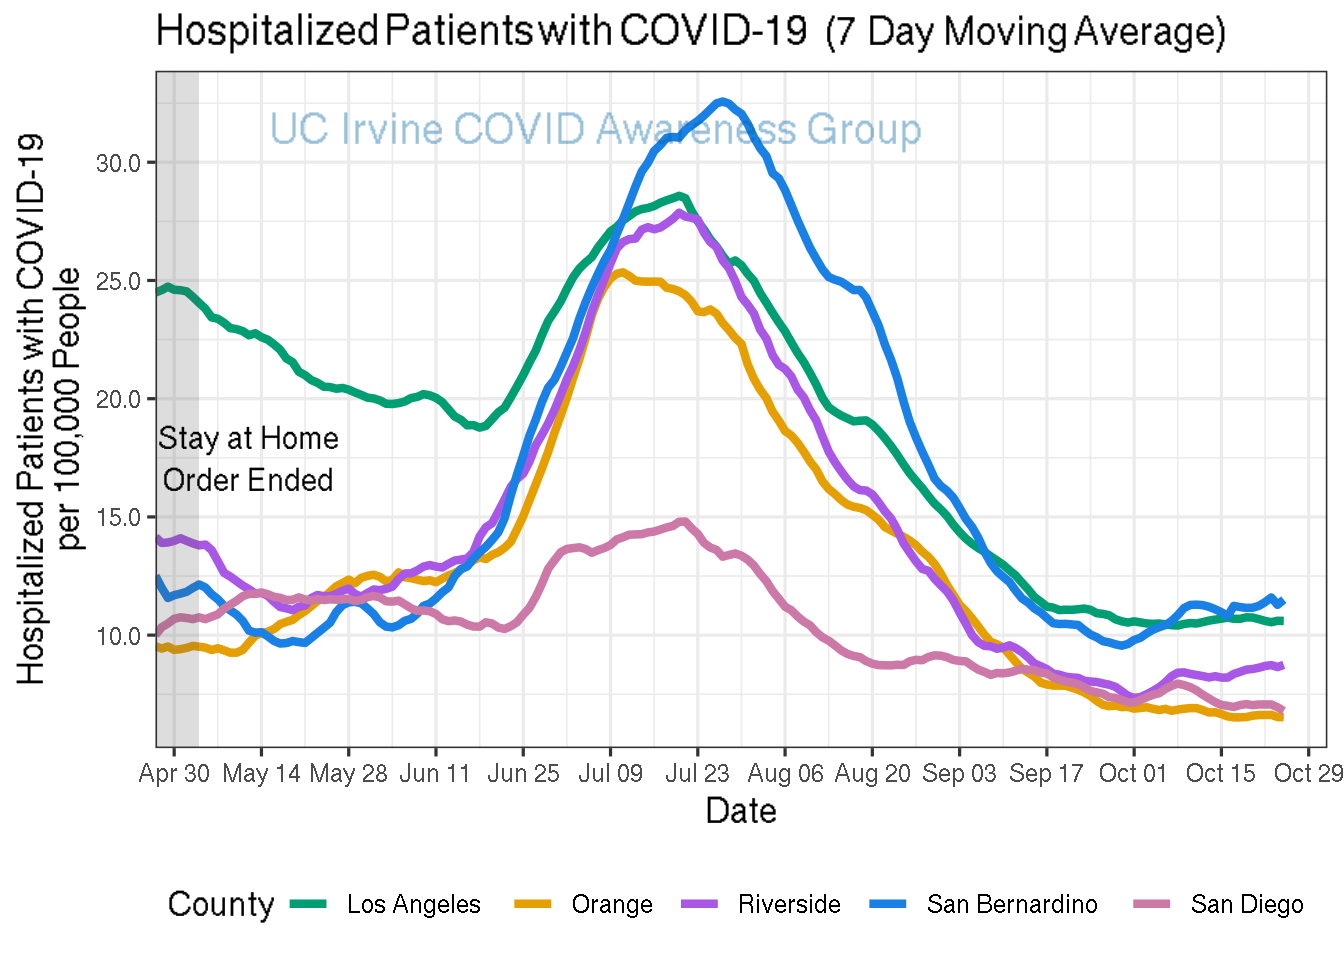 Hospitalized Patients with COVID-19 (7 Day Moving Average)
UC Irvine COVID Awareness Group
Hospitalized Patients with COVID-19
per 100,000 People
30.0
25.0
20.0
15.0
10.0
Stay at Home
Order Ended
Apr 30 May 14 May 28 Jun 11 Jun 25 Jul 09 Jul 23 Aug 06 Aug 20 Sep 03 Sep 17 Oct 01 Oct 15 Oct 29
Date
County Los Angeles Orange Riverside San Bernardino San Diego